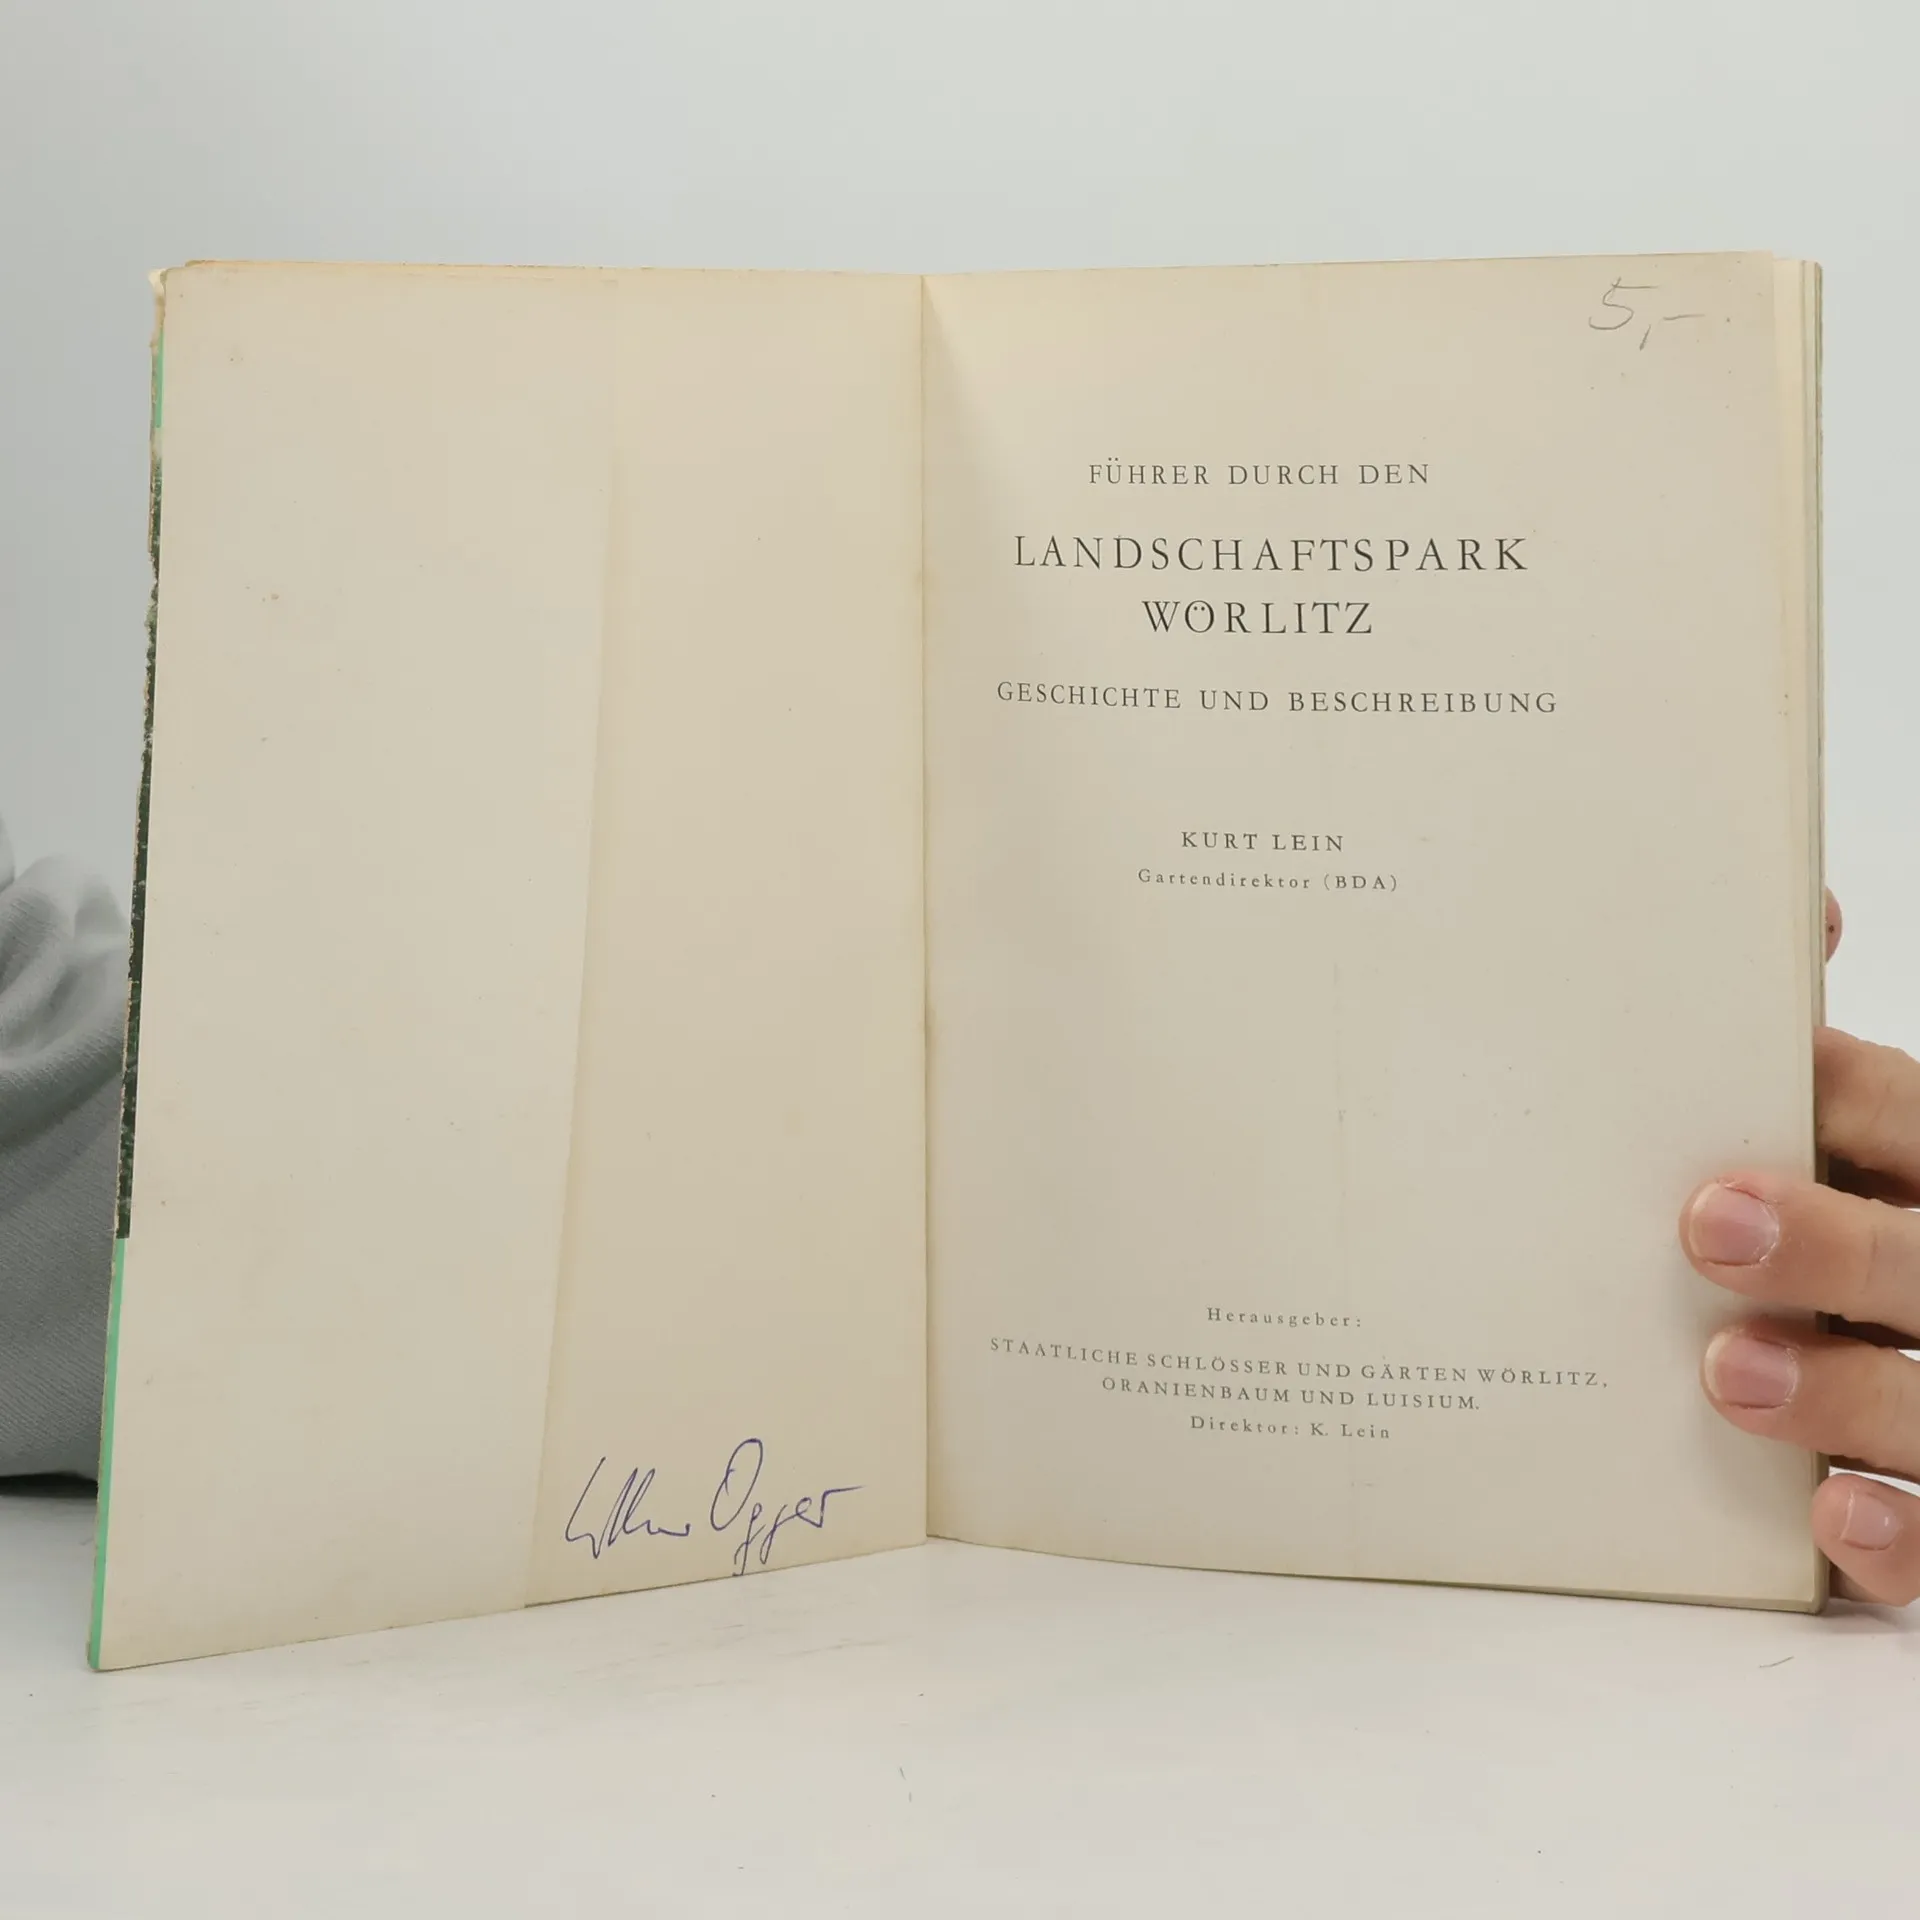 Ogger
5,-
FÜHRER DURCH DEN
LANDSCHAFTSPARK
WÖRLITZ
GESCHICHTE UND BESCHREIBUNG
KURT LEIN
Gartendirektor (BDA)
Herausgeber:
STAATLICHE SCHLÖSSER UND GÄRTEN WÖRLITZ,
ORANIENBAUM UND LUISIUM.
Direktor: K. Lein